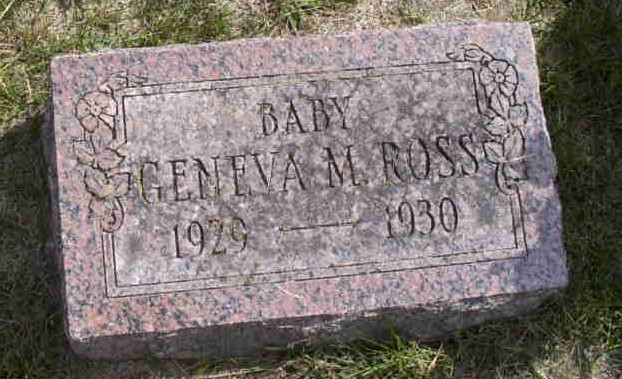 BABY
GENEVA M. ROSS
1929 — 1930